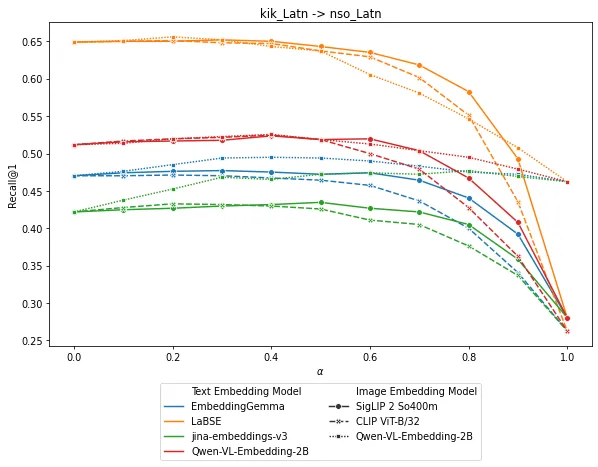 kik_Latn -> nso_Latn
Recall@1
0.65
0.60
0.55
0.50
0.45
0.40
0.35
0.30
0.25
0.0
0.2
0.4
0.6
0.8
1.0
α
Text Embedding Model
EmbeddingGemma
LaBSE
jina-embeddings-v3
Qwen-VL-Embedding-2B
Image Embedding Model
SigLIP 2 So400m
CLIP ViT-B/32
Qwen-VL-Embedding-2B